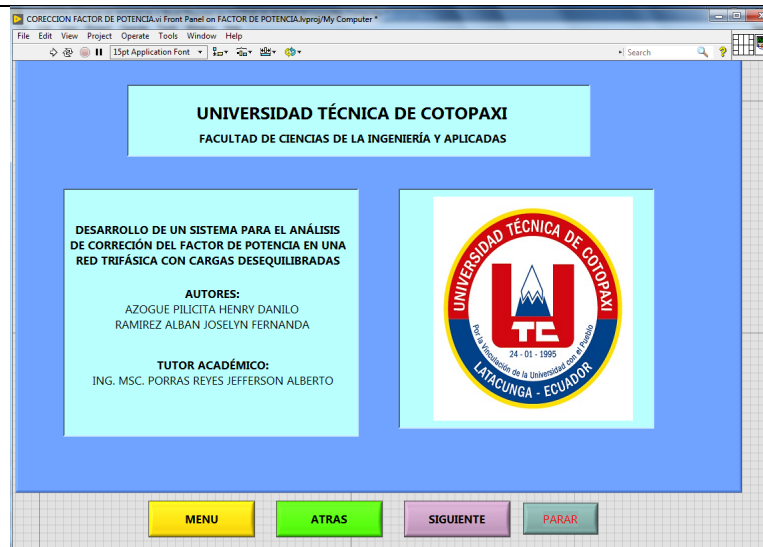 CORECCION FACTOR DE POTENCIA.vi Front Panel on FACTOR DE POTENCIA.lvproj/My Computer *
File Edit View Project Operate Tools Window Help
15pt Application Font
Search
UNIVERSIDAD TÉCNICA DE COTOPAXI
FACULTAD DE CIENCIAS DE LA INGENIERÍA Y APLICADAS
DESARROLLO DE UN SISTEMA PARA EL ANÁLISIS
DE CORRECIÓN DEL FACTOR DE POTENCIA EN UNA
RED TRIFÁSICA CON CARGAS DESEQUILIBRADAS
AUTORES:
AZOGUE PILICITA HENRY DANILO
RAMIREZ ALBAN JOSELYN FERNANDA
TUTOR ACADÉMICO:
ING. MSC. PORRAS REYES JEFFERSON ALBERTO
UNIVERSIDAD TÉCNICA DE COTOPAXI
UTC
24 - 01 - 1995
Por la Vinculación de la Universidad con el Pueblo
LATACUNGA - ECUADOR
MENU
ATRAS
SIGUIENTE
PARAR